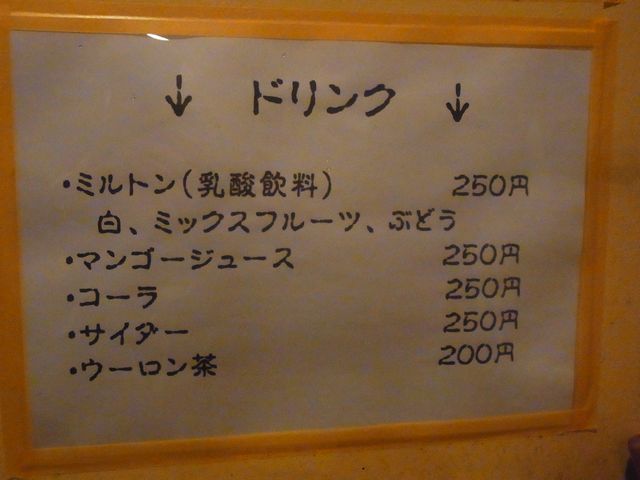 ↓ ドリンク ↓
・ミルトン(乳酸飲料) 250円
白、ミックスフルーツ、ぶどう
・マンゴージュース 250円
・コーラ 250円
・サイダー 250円
・ウーロン茶 200円